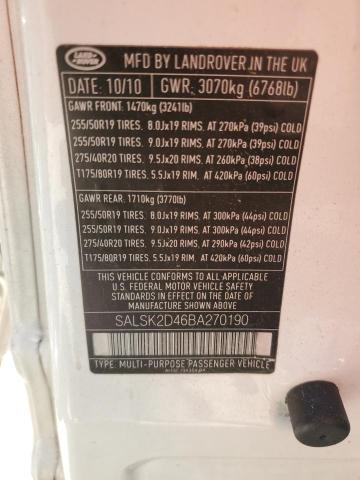 LAND
ROVER
MFD BY LANDROVER IN THE UK
DATE: 10/10 GWR: 3070kg (6768lb)
GAWR FRONT: 1470kg (3241lb)
255/50R19 TIRES. 8.0Jx19 RIMS. AT 270kPa (39psi) COLD
255/50R19 TIRES. 9.0Jx19 RIMS. AT 270kPa (39psi) COLD
275/40R20 TIRES. 9.5Jx20 RIMS. AT 260kPa (38psi) COLD
T175/80R19 TIRES. 5.5Jx19 RIMS. AT 420kPa (60psi) COLD
GAWR REAR: 1710kg (3770lb)
255/50R19 TIRES. 8.0Jx19 RIMS. AT 300kPa (44psi) COLD
255/50R19 TIRES. 9.0Jx19 RIMS. AT 300kPa (44psi) COLD
275/40R20 TIRES. 9.5Jx20 RIMS. AT 290kPa (42psi) COLD
T175/80R19 TIRES. 5.5Jx19 RIMS. AT 420kPa (60psi) COLD
THIS VEHICLE CONFORMS TO ALL APPLICABLE
U.S. FEDERAL MOTOR VEHICLE SAFETY
STANDARDS IN EFFECT ON THE DATE OF
MANUFACTURE SHOWN ABOVE
SALSK2D46BA270190
TYPE: MULTI-PURPOSE PASSENGER VEHICLE